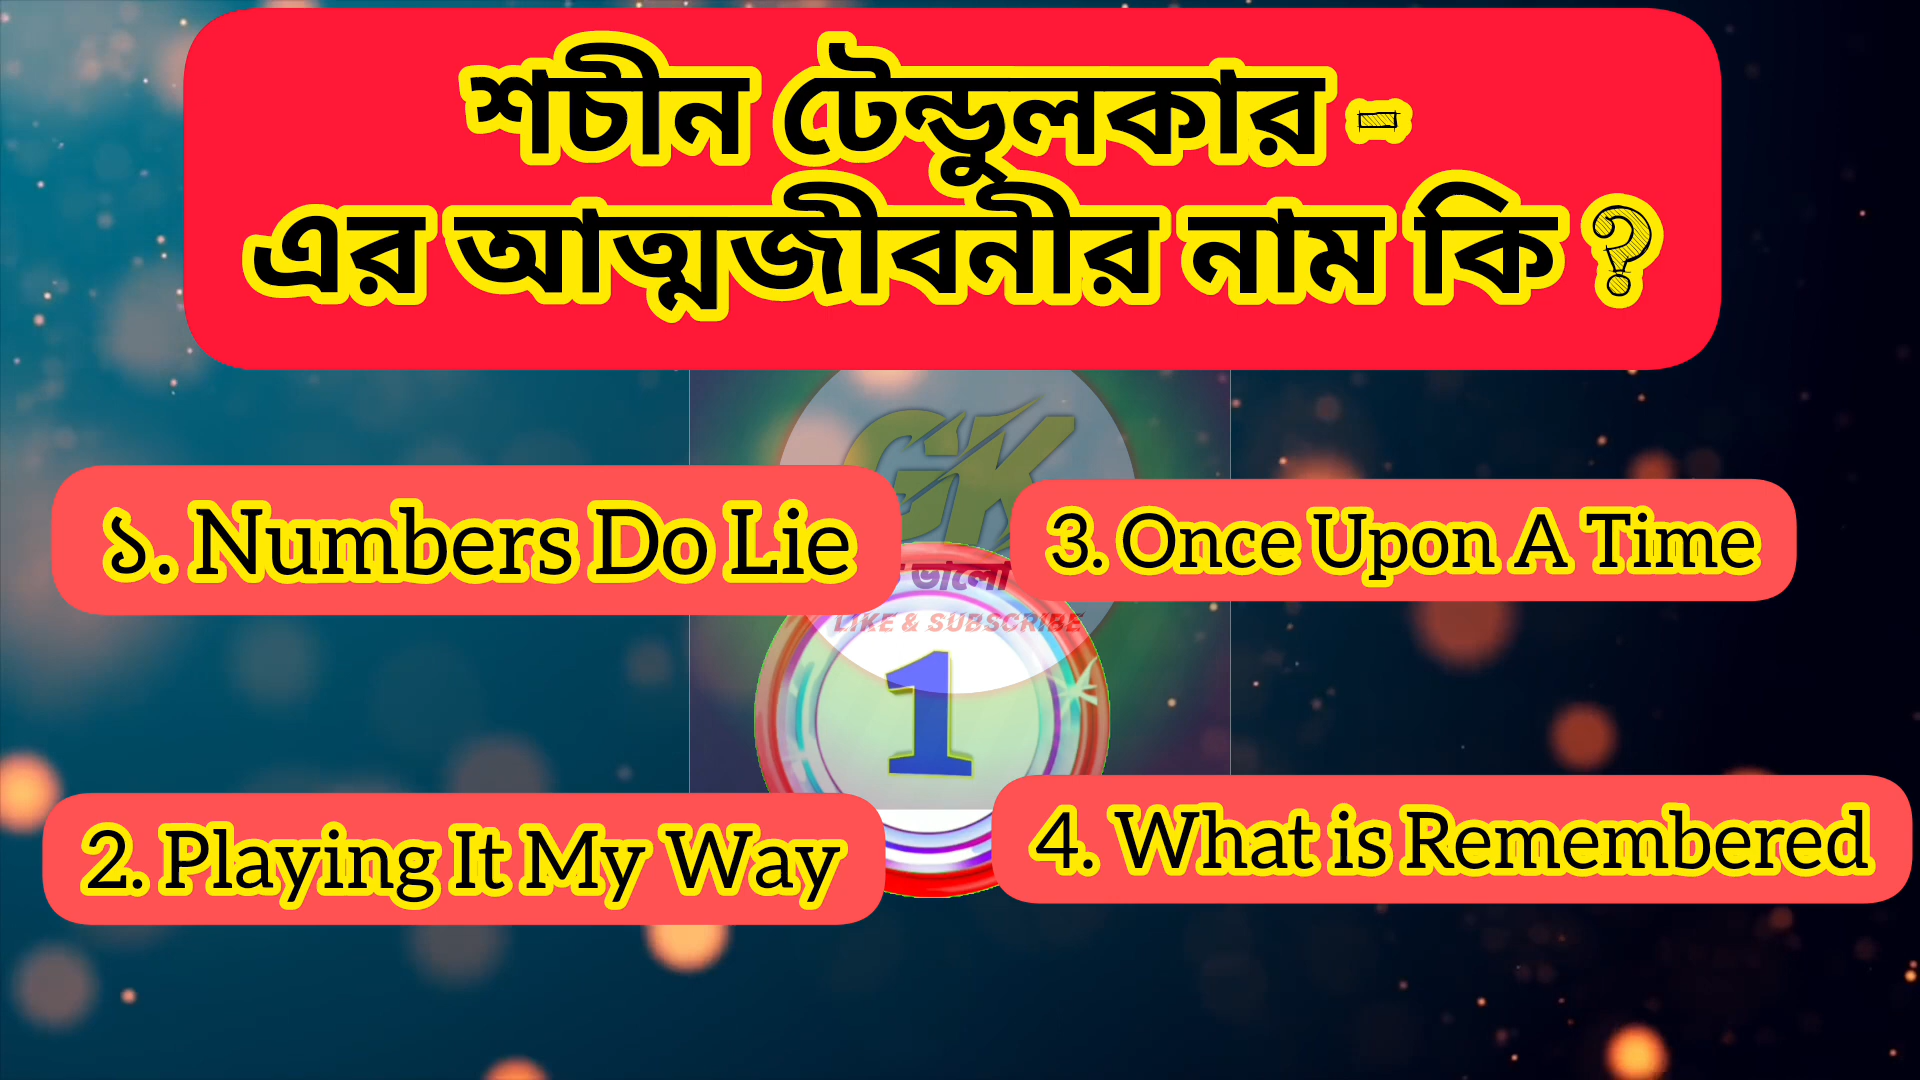 শচীন টেন্ডুলকার -
এর আত্মজীবনীর নাম কি ?
GK
১. Numbers Do Lie
3. Once Upon A Time
ভালো
LIKE & SUBSCRIBE
1
2. Playing It My Way
4. What is Remembered